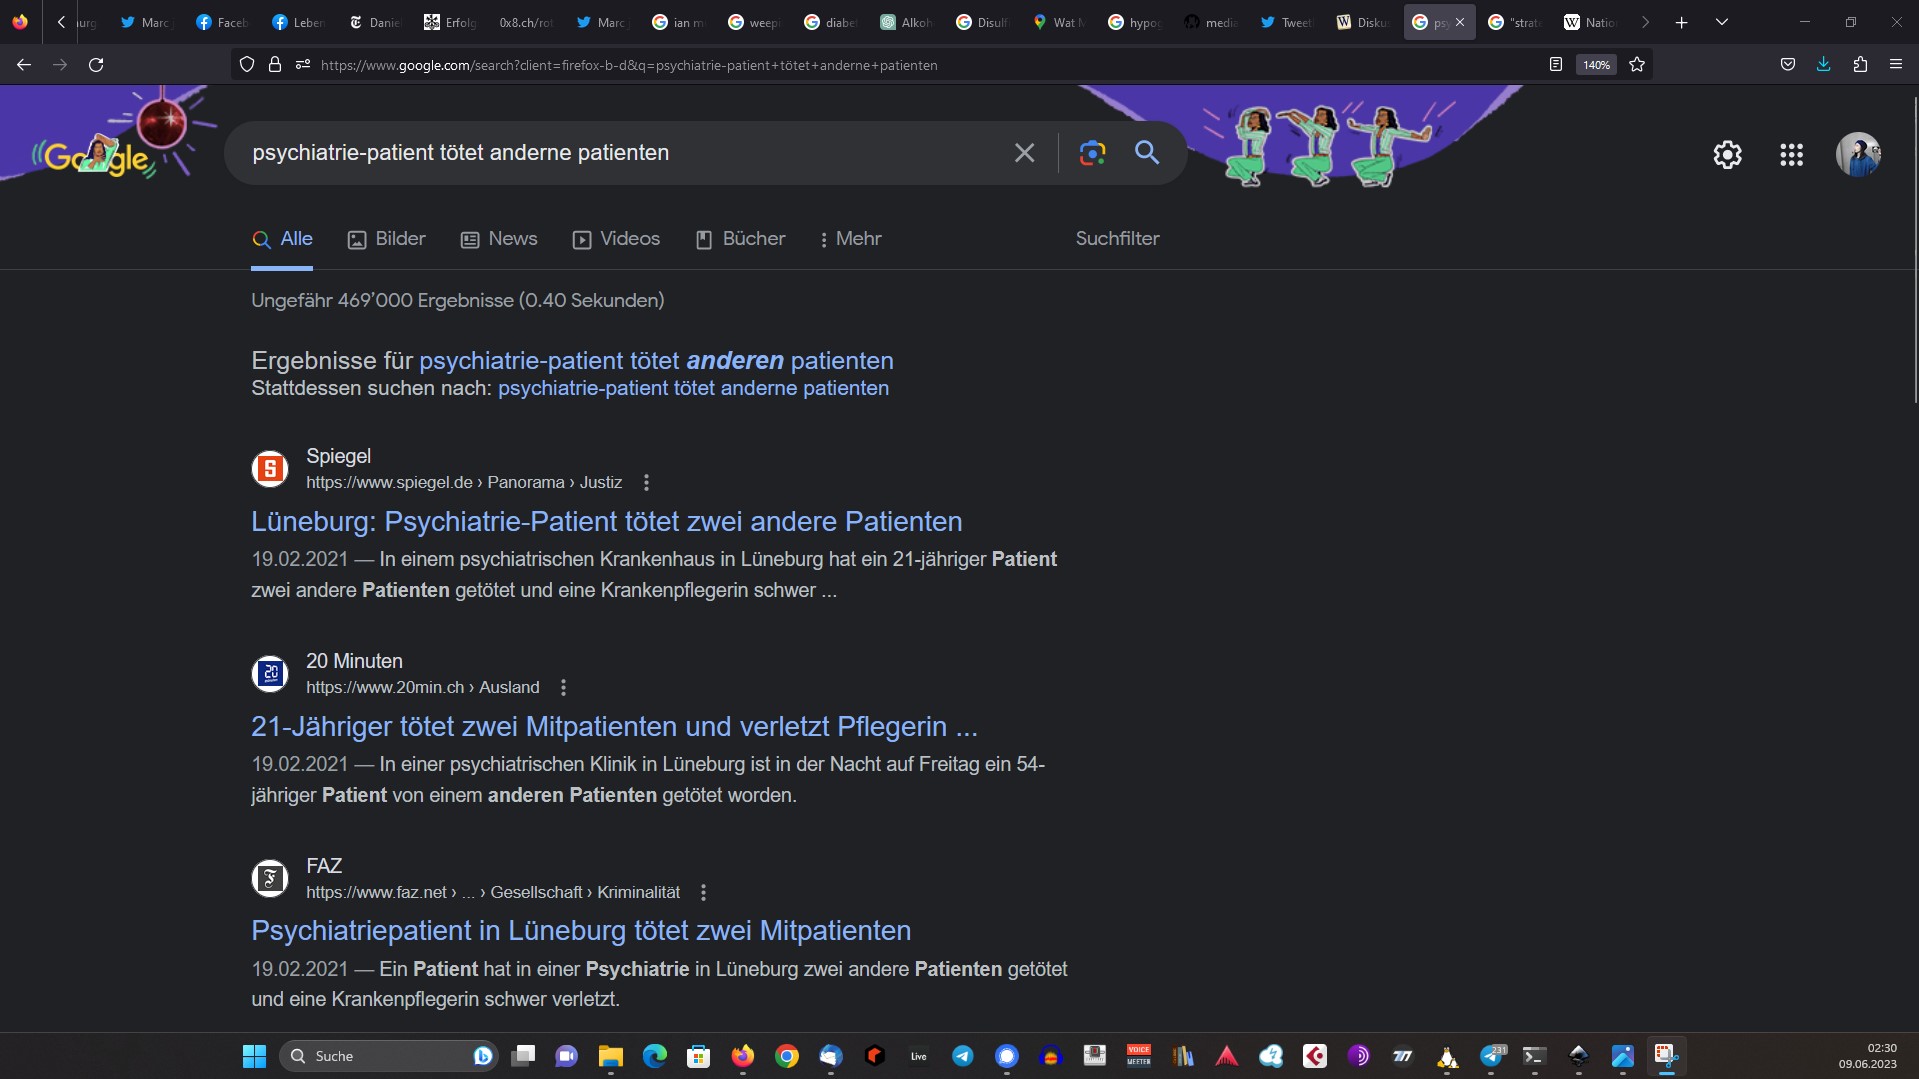 Marc
Faceb
Leben
Daniel
Erfolg
0x8.ch/rot
Marc
ian m
weepi
diabe
Alkoh
Disulf
Wat M
hypog
media
Tweet
Disku
psy
"strate
Natio
https://www.google.com/search?client=firefox-b-d&q=psychiatrie-patient+tötet+anderne+patienten
140%
Google
psychiatrie-patient tötet anderne patienten
Alle
Bilder
News
Videos
Bücher
Mehr
Suchfilter
Ungefähr 469’000 Ergebnisse (0.40 Sekunden)
Ergebnisse für psychiatrie-patient tötet anderen patienten
Stattdessen suchen nach: psychiatrie-patient tötet anderne patienten
Spiegel
https://www.spiegel.de › Panorama › Justiz
Lüneburg: Psychiatrie-Patient tötet zwei andere Patienten
19.02.2021 — In einem psychiatrischen Krankenhaus in Lüneburg hat ein 21-jähriger Patient
zwei andere Patienten getötet und eine Krankenpflegerin schwer ...
20 Minuten
https://www.20min.ch › Ausland
21-Jähriger tötet zwei Mitpatienten und verletzt Pflegerin ...
19.02.2021 — In einer psychiatrischen Klinik in Lüneburg ist in der Nacht auf Freitag ein 54-
jähriger Patient von einem anderen Patienten getötet worden.
FAZ
https://www.faz.net › ... › Gesellschaft › Kriminalität
Psychiatriepatient in Lüneburg tötet zwei Mitpatienten
19.02.2021 — Ein Patient hat in einer Psychiatrie in Lüneburg zwei andere Patienten getötet
und eine Krankenpflegerin schwer verletzt.
Suche
Live
VOICE
MEETER
231
02:30
09.06.2023